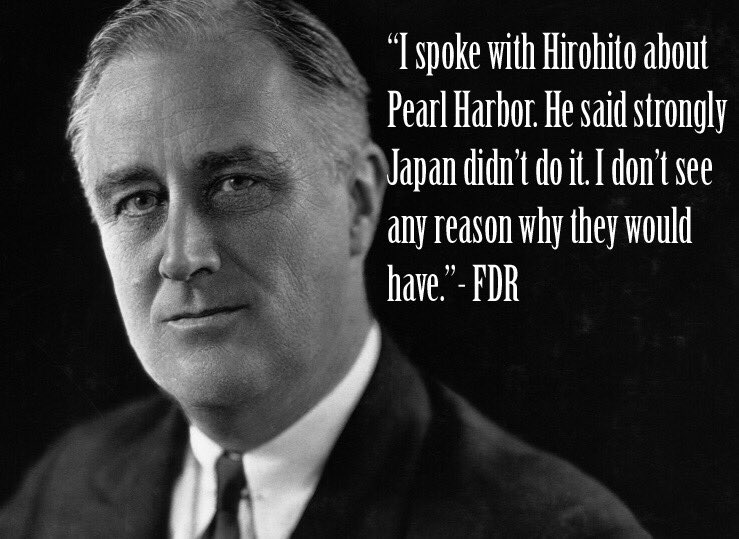 “I spoke with Hirohito about
Pearl Harbor. He said strongly
Japan didn’t do it. I don’t see
any reason why they would
have.”- FDR